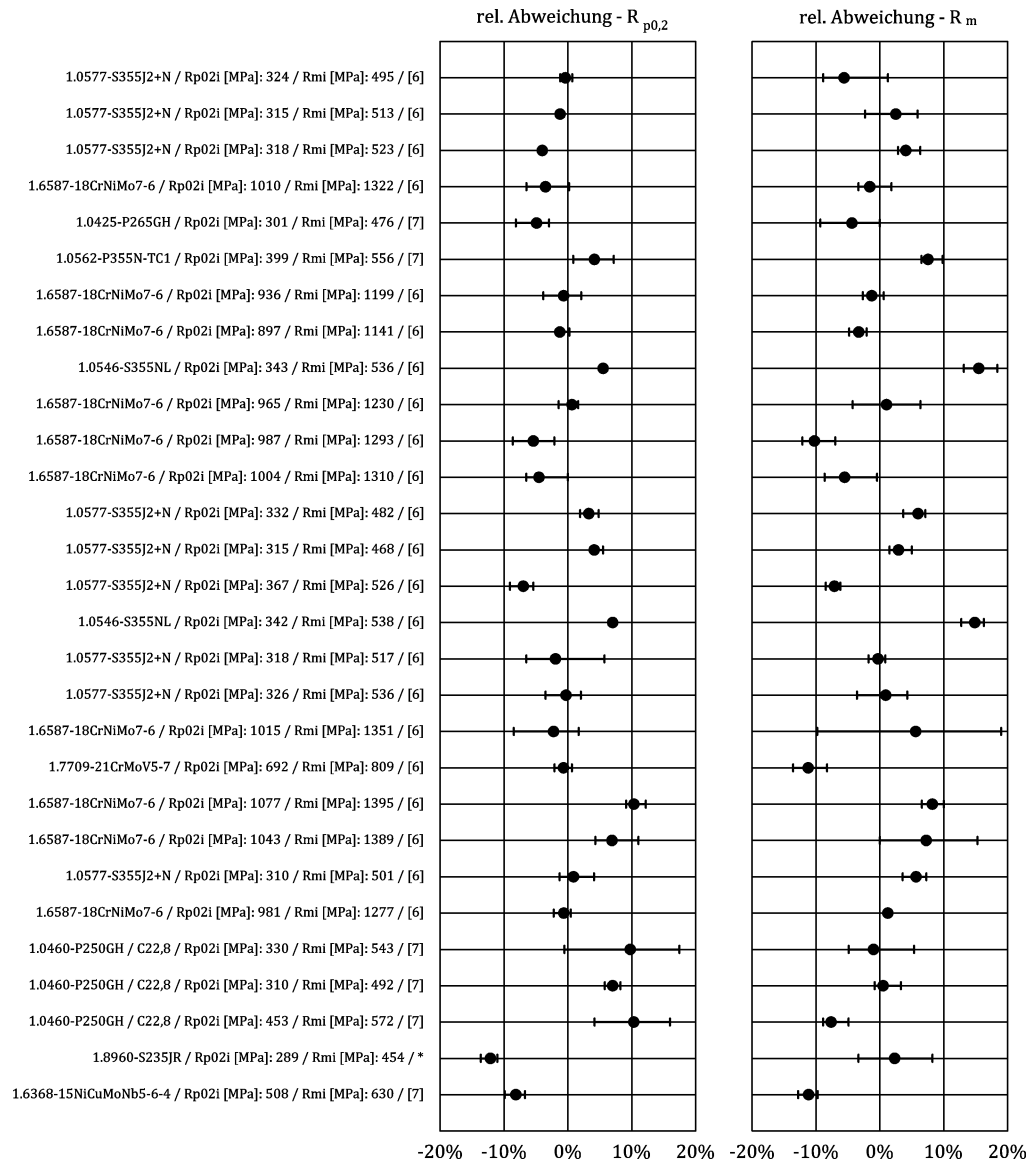 rel. Abweichung - R p0,2
rel. Abweichung - R m
1.0577-S355J2+N / Rp02i [MPa]: 324 / Rmi [MPa]: 495 / [6]
1.0577-S355J2+N / Rp02i [MPa]: 315 / Rmi [MPa]: 513 / [6]
1.0577-S355J2+N / Rp02i [MPa]: 318 / Rmi [MPa]: 523 / [6]
1.6587-18CrNiMo7-6 / Rp02i [MPa]: 1010 / Rmi [MPa]: 1322 / [6]
1.0425-P265GH / Rp02i [MPa]: 301 / Rmi [MPa]: 476 / [7]
1.0562-P355N-TC1 / Rp02i [MPa]: 399 / Rmi [MPa]: 556 / [7]
1.6587-18CrNiMo7-6 / Rp02i [MPa]: 936 / Rmi [MPa]: 1199 / [6]
1.6587-18CrNiMo7-6 / Rp02i [MPa]: 897 / Rmi [MPa]: 1141 / [6]
1.0546-S355NL / Rp02i [MPa]: 343 / Rmi [MPa]: 536 / [6]
1.6587-18CrNiMo7-6 / Rp02i [MPa]: 965 / Rmi [MPa]: 1230 / [6]
1.6587-18CrNiMo7-6 / Rp02i [MPa]: 987 / Rmi [MPa]: 1293 / [6]
1.6587-18CrNiMo7-6 / Rp02i [MPa]: 1004 / Rmi [MPa]: 1310 / [6]
1.0577-S355J2+N / Rp02i [MPa]: 332 / Rmi [MPa]: 482 / [6]
1.0577-S355J2+N / Rp02i [MPa]: 315 / Rmi [MPa]: 468 / [6]
1.0577-S355J2+N / Rp02i [MPa]: 367 / Rmi [MPa]: 526 / [6]
1.0546-S355NL / Rp02i [MPa]: 342 / Rmi [MPa]: 538 / [6]
1.0577-S355J2+N / Rp02i [MPa]: 318 / Rmi [MPa]: 517 / [6]
1.0577-S355J2+N / Rp02i [MPa]: 326 / Rmi [MPa]: 536 / [6]
1.6587-18CrNiMo7-6 / Rp02i [MPa]: 1015 / Rmi [MPa]: 1351 / [6]
1.7709-21CrMoV5-7 / Rp02i [MPa]: 692 / Rmi [MPa]: 809 / [6]
1.6587-18CrNiMo7-6 / Rp02i [MPa]: 1077 / Rmi [MPa]: 1395 / [6]
1.6587-18CrNiMo7-6 / Rp02i [MPa]: 1043 / Rmi [MPa]: 1389 / [6]
1.0577-S355J2+N / Rp02i [MPa]: 310 / Rmi [MPa]: 501 / [6]
1.6587-18CrNiMo7-6 / Rp02i [MPa]: 981 / Rmi [MPa]: 1277 / [6]
1.0460-P250GH / C22,8 / Rp02i [MPa]: 330 / Rmi [MPa]: 543 / [7]
1.0460-P250GH / C22,8 / Rp02i [MPa]: 310 / Rmi [MPa]: 492 / [7]
1.0460-P250GH / C22,8 / Rp02i [MPa]: 453 / Rmi [MPa]: 572 / [7]
1.8960-S235JR / Rp02i [MPa]: 289 / Rmi [MPa]: 454 / *
1.6368-15NiCuMoNb5-6-4 / Rp02i [MPa]: 508 / Rmi [MPa]: 630 / [7]
-20% -10% 0% 10% 20%
-20% -10% 0% 10% 20%